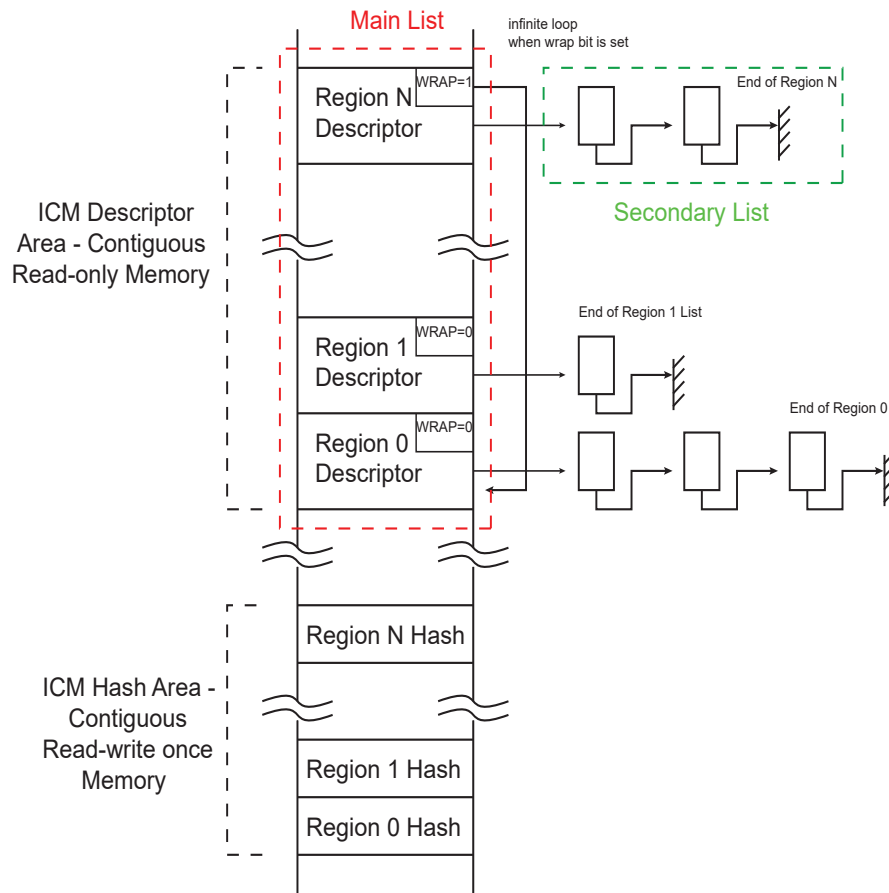 Main List
infinite loop
when wrap bit is set
WRAP=1
Region N
Descriptor
End of Region N
Secondary List
ICM Descriptor
Area - Contiguous
Read-only Memory
End of Region 1 List
WRAP=0
Region 1
Descriptor
End of Region 0
WRAP=0
Region 0
Descriptor
Region N Hash
ICM Hash Area -
Contiguous
Read-write once
Memory
Region 1 Hash
Region 0 Hash